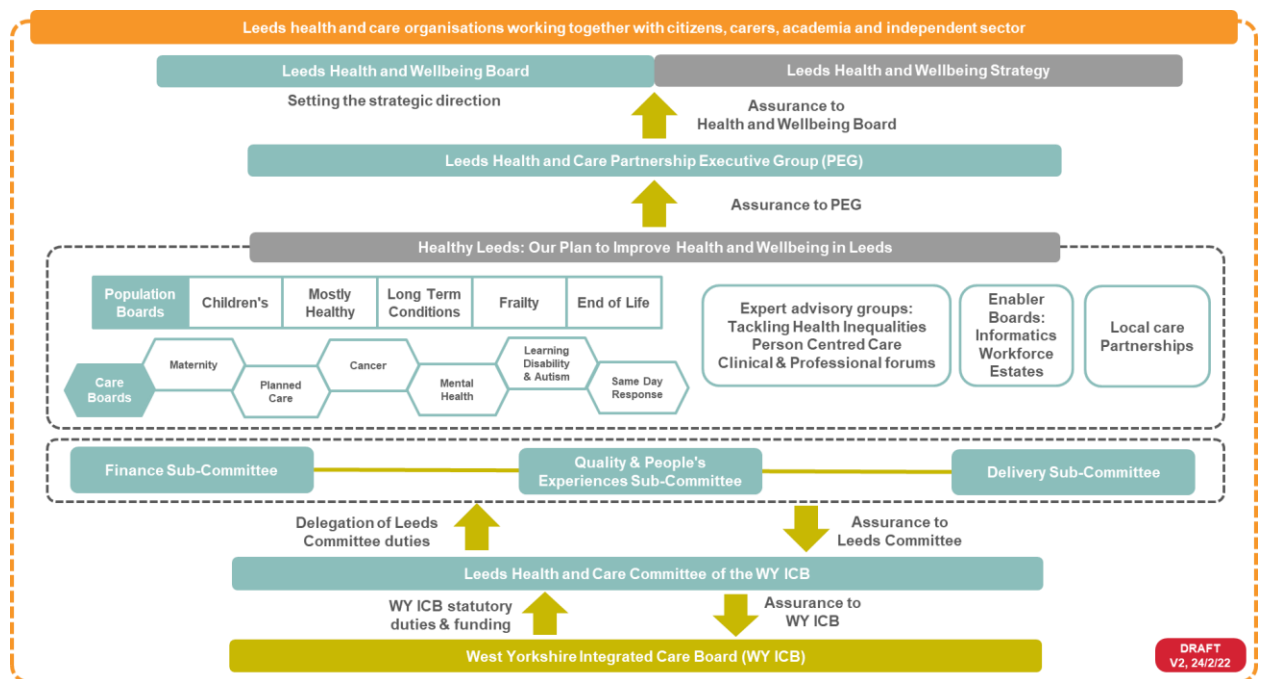 Leeds health and care organisations working together with citizens, carers, academia and independent sector
Leeds Health and Wellbeing Board
Leeds Health and Wellbeing Strategy
Setting the strategic direction
Assurance to
Health and Wellbeing Board
Leeds Health and Care Partnership Executive Group (PEG)
Assurance to PEG
Healthy Leeds: Our Plan to Improve Health and Wellbeing in Leeds
Population
Boards
Children's
Mostly
Healthy
Long Term
Conditions
Frailty
End of Life
Care
Boards
Maternity
Planned
Care
Cancer
Mental
Health
Learning
Disability
& Autism
Same Day
Response
Expert advisory groups:
Tackling Health Inequalities
Person Centred Care
Clinical & Professional forums
Enabler
Boards:
Informatics
Workforce
Estates
Local care
Partnerships
Finance Sub-Committee
Quality & People's
Experiences Sub-Committee
Delivery Sub-Committee
Delegation of Leeds
Committee duties
Assurance to
Leeds Committee
Leeds Health and Care Committee of the WY ICB
WY ICB statutory
duties & funding
Assurance to
WY ICB
West Yorkshire Integrated Care Board (WY ICB)
DRAFT
V2, 24/2/22